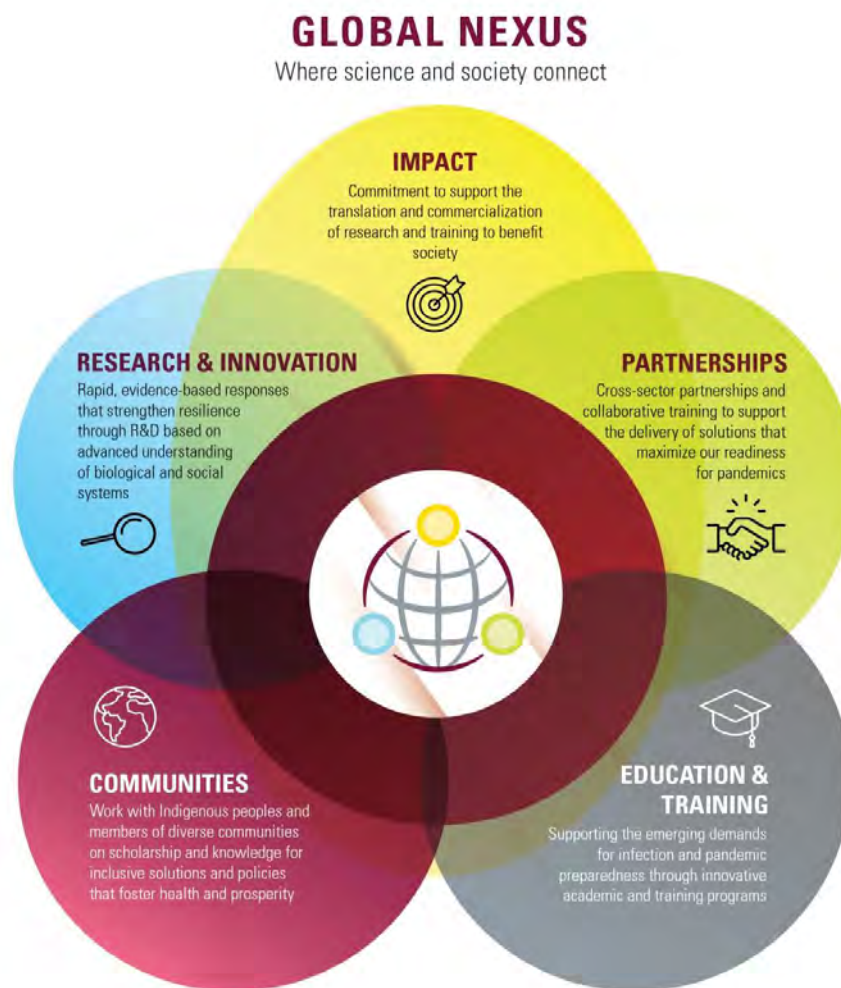 GLOBAL NEXUS
Where science and society connect
IMPACT
Commitment to support the
translation and commercialization
of research and training to benefit
society
RESEARCH & INNOVATION
Rapid, evidence-based responses
that strengthen resilience
through R&D based on
advanced understanding
of biological and social
systems
PARTNERSHIPS
Cross-sector partnerships and
collaborative training to support
the delivery of solutions that
maximize our readiness
for pandemics
COMMUNITIES
Work with Indigenous peoples and
members of diverse communities
on scholarship and knowledge for
inclusive solutions and policies
that foster health and prosperity
EDUCATION &
TRAINING
Supporting the emerging demands
for infection and pandemic
preparedness through innovative
academic and training programs